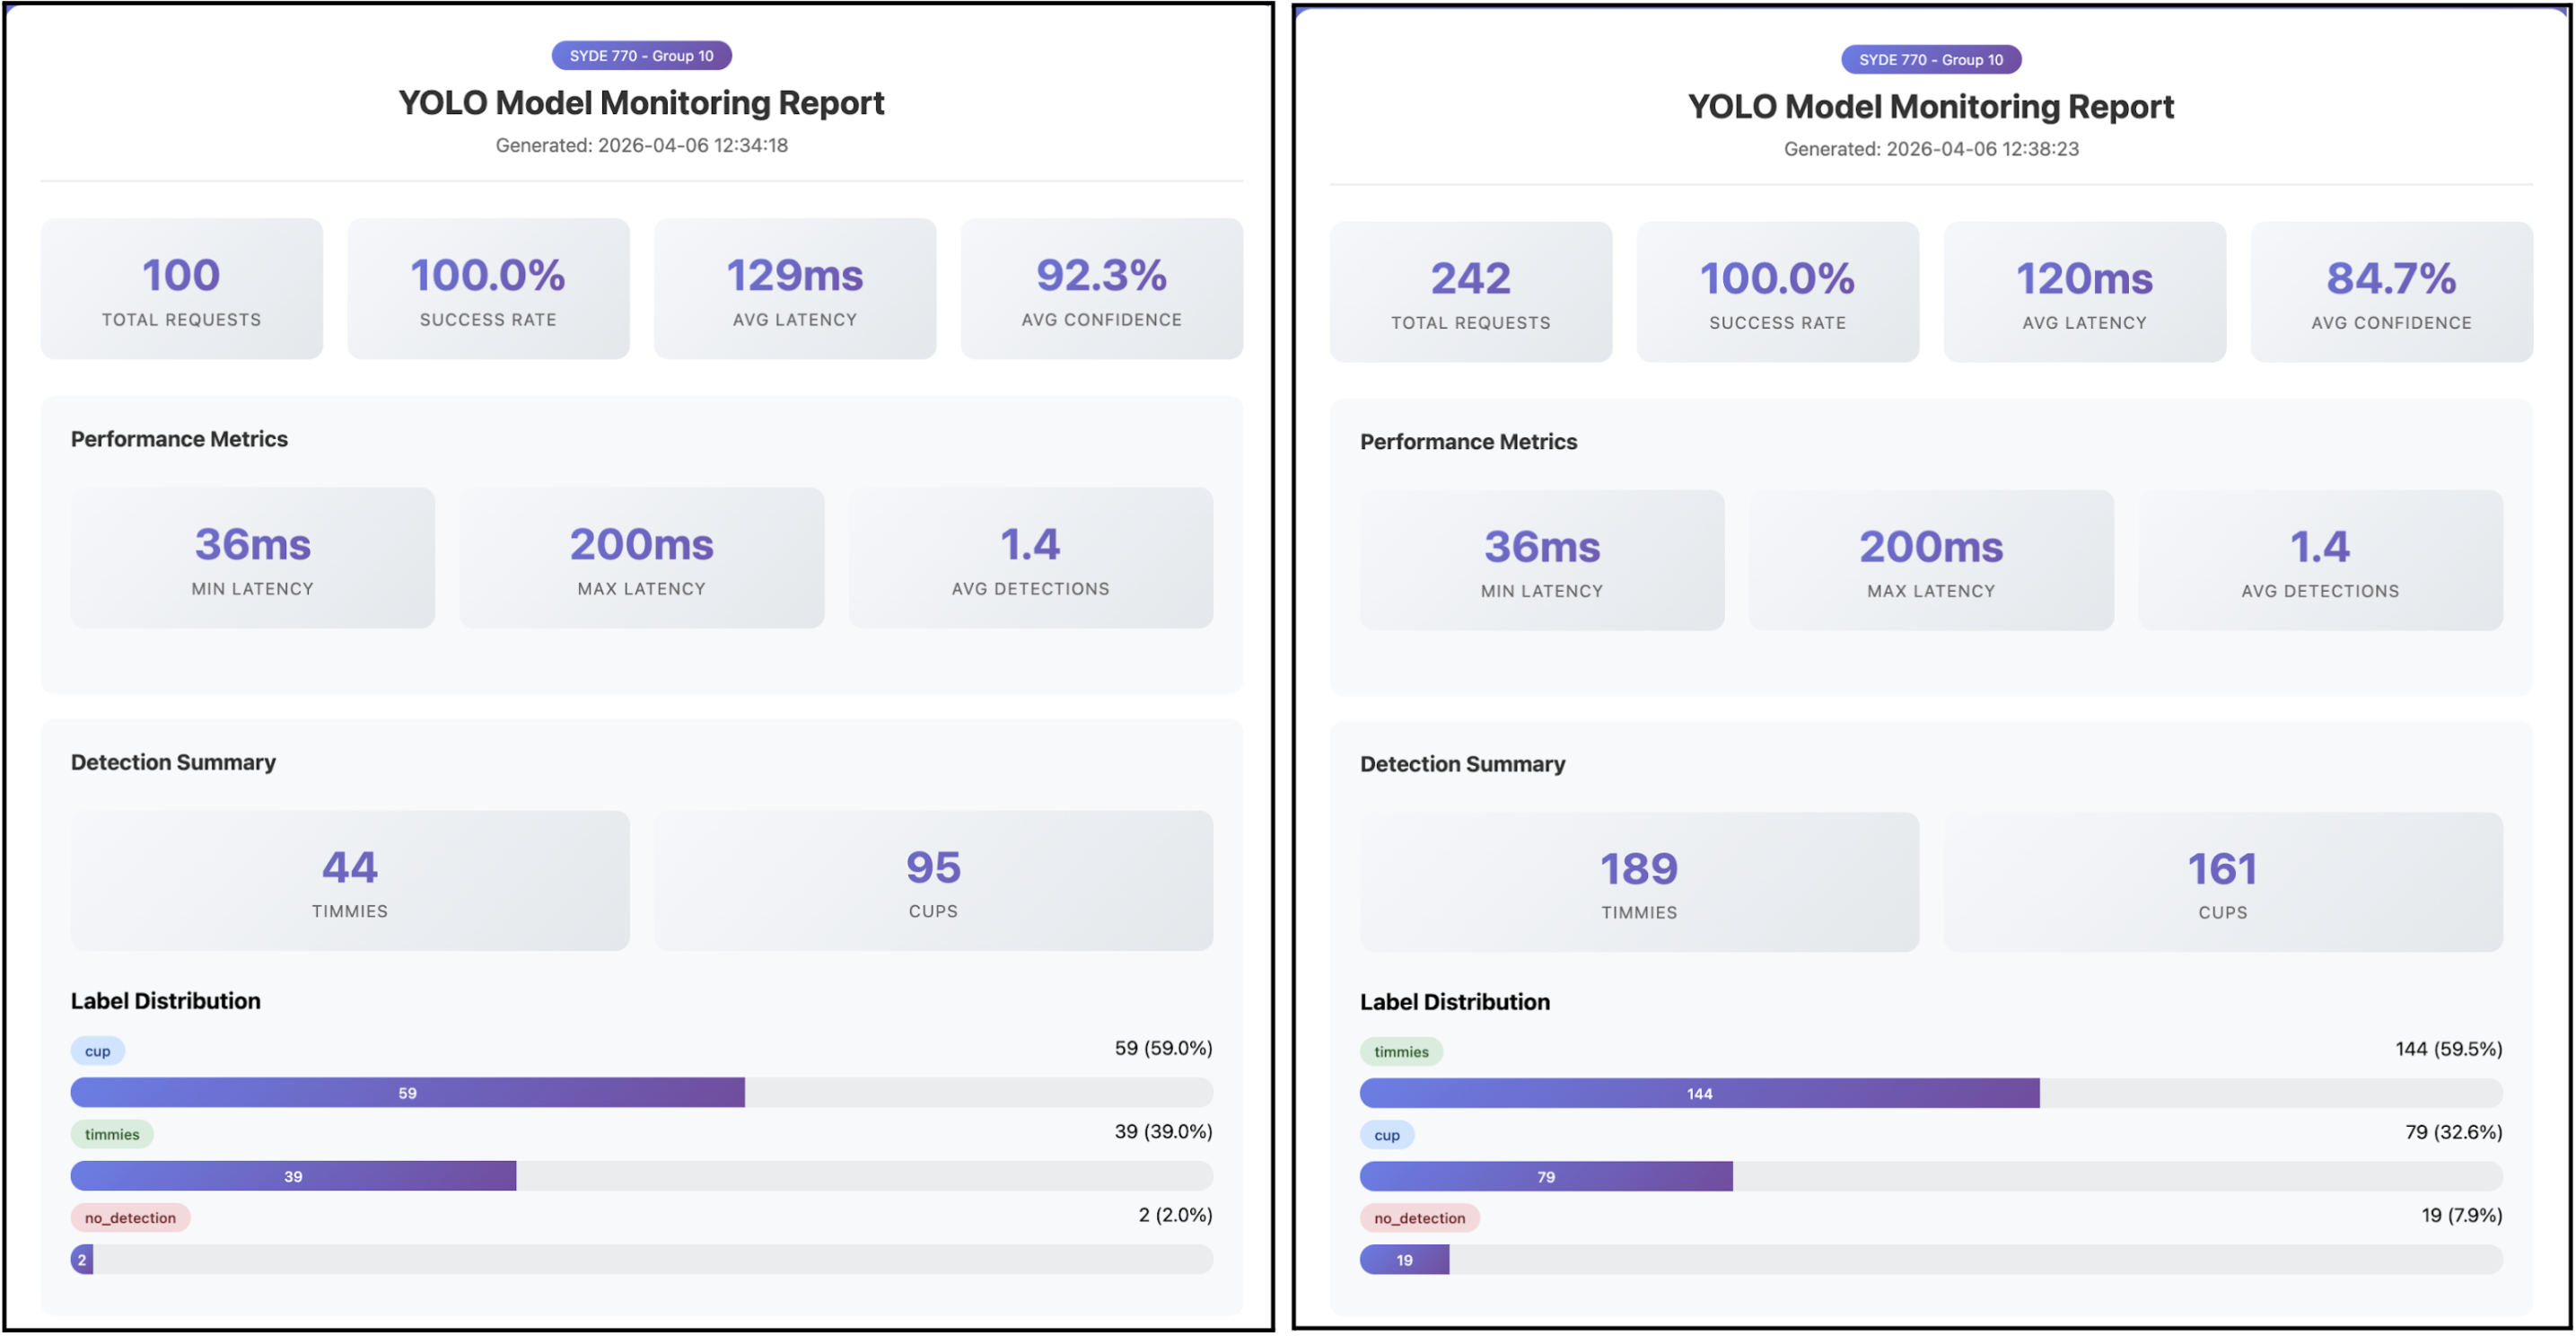 SYDE 770 - Group 10
YOLO Model Monitoring Report
Generated: 2026-04-06 12:34:18
100
TOTAL REQUESTS
100.0%
SUCCESS RATE
129ms
AVG LATENCY
92.3%
AVG CONFIDENCE
Performance Metrics
36ms
MIN LATENCY
200ms
MAX LATENCY
1.4
AVG DETECTIONS
Detection Summary
44
TIMMIES
95
CUPS
Label Distribution
cup
59 (59.0%)
59
timmies
39 (39.0%)
39
no_detection
2 (2.0%)
2
SYDE 770 - Group 10
YOLO Model Monitoring Report
Generated: 2026-04-06 12:38:23
242
TOTAL REQUESTS
100.0%
SUCCESS RATE
120ms
AVG LATENCY
84.7%
AVG CONFIDENCE
Performance Metrics
36ms
MIN LATENCY
200ms
MAX LATENCY
1.4
AVG DETECTIONS
Detection Summary
189
TIMMIES
161
CUPS
Label Distribution
timmies
144 (59.5%)
144
cup
79 (32.6%)
79
no_detection
19 (7.9%)
19